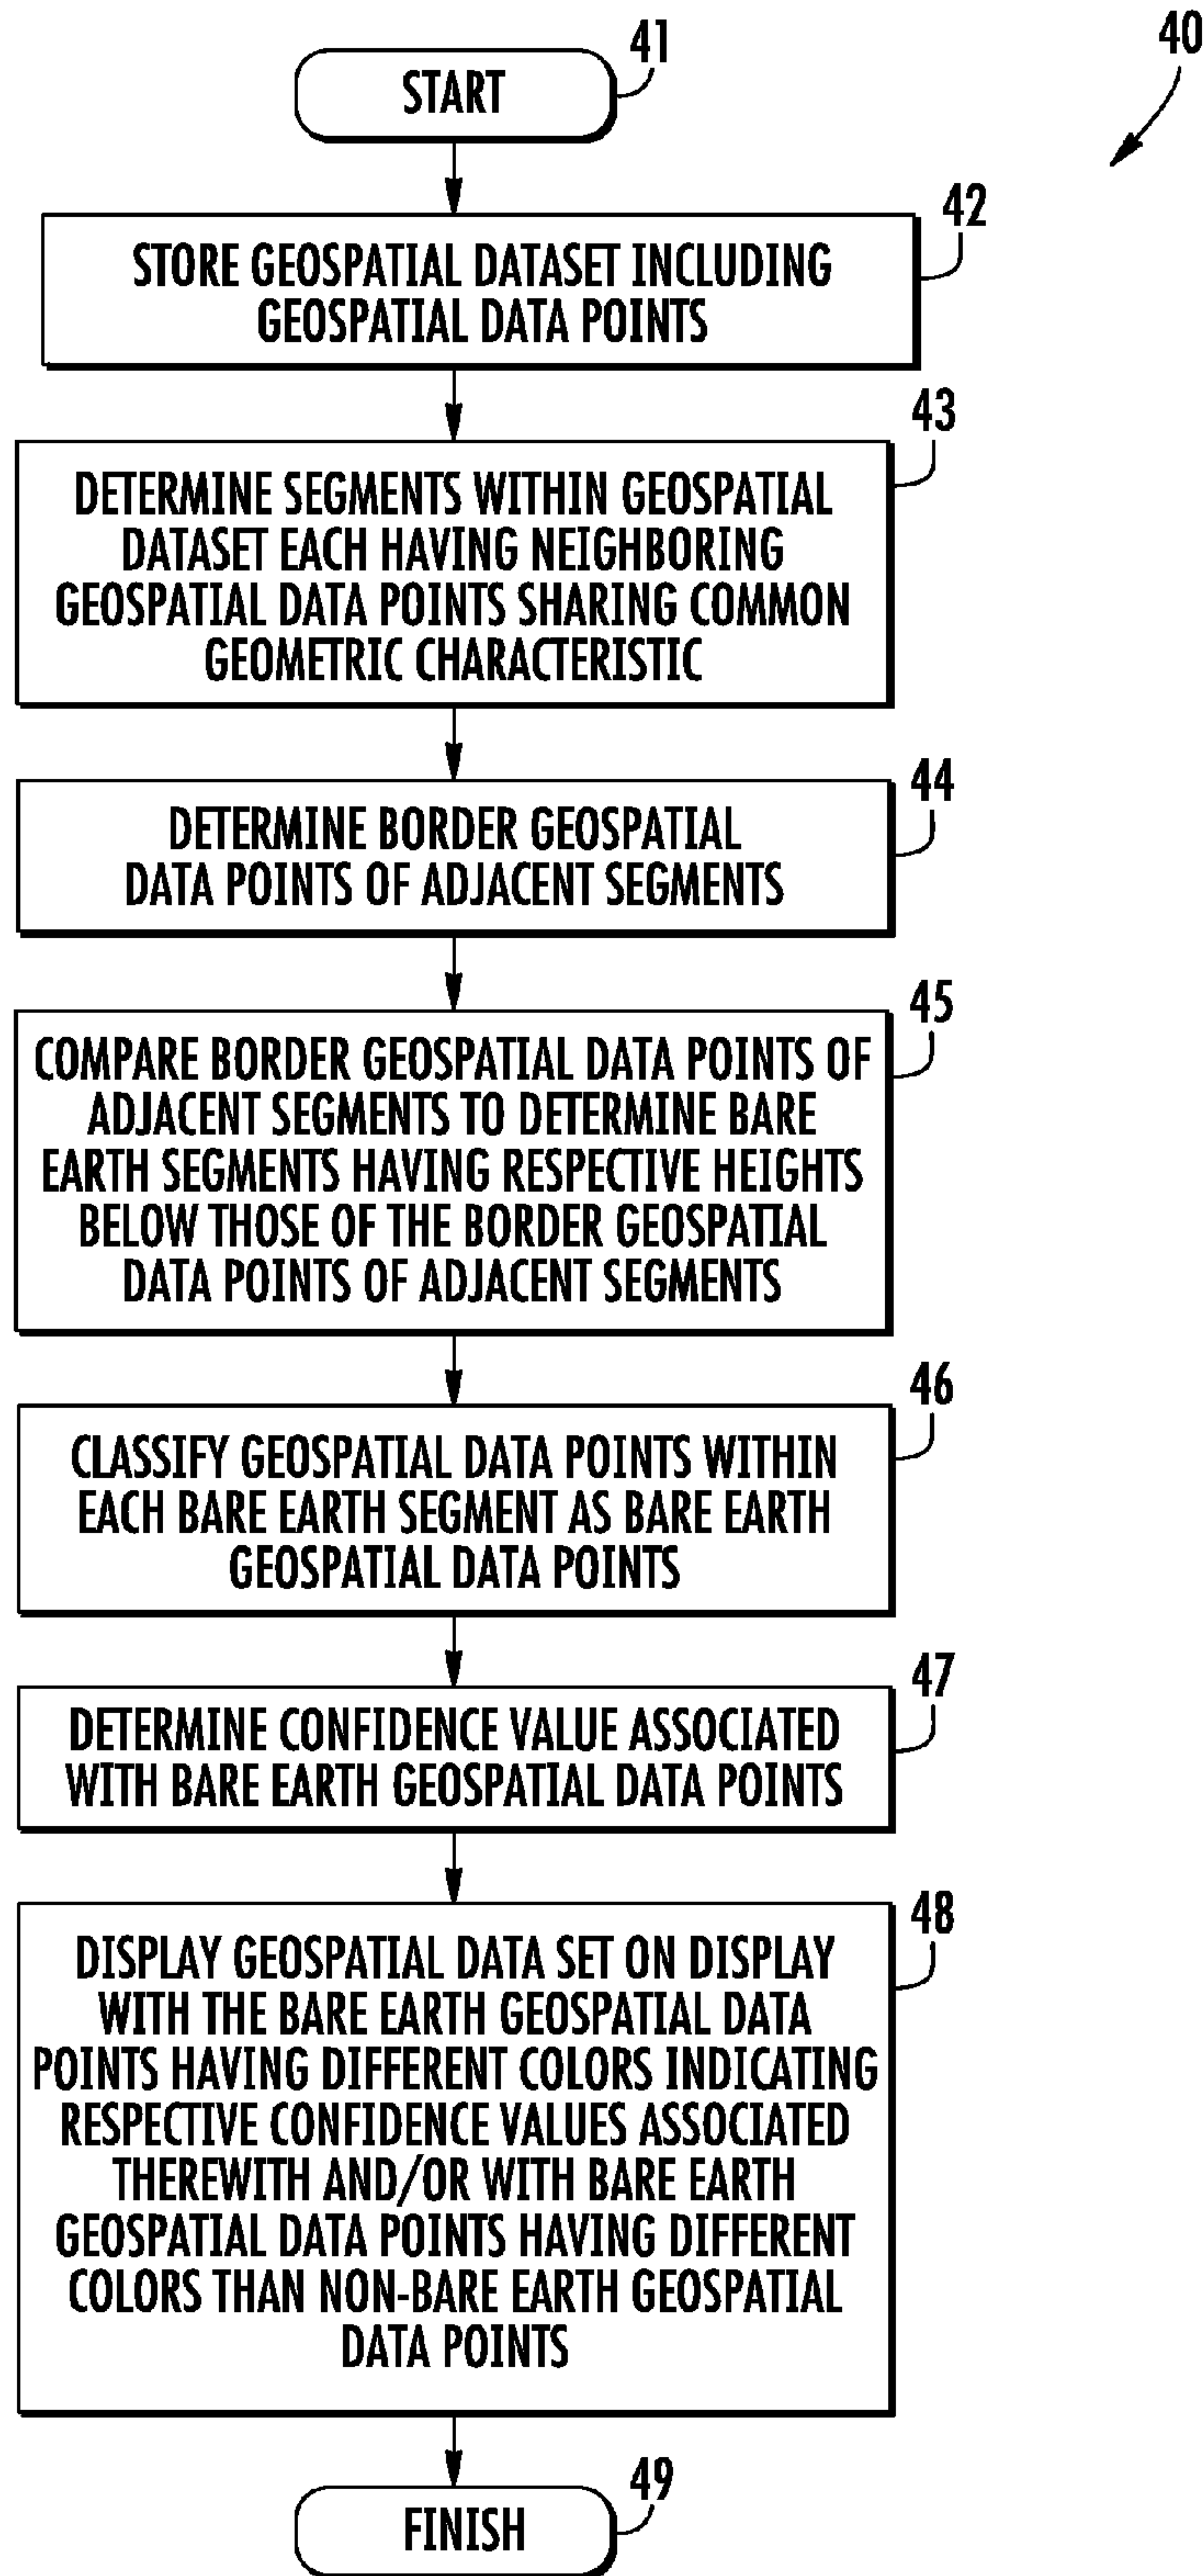 40
41
START
42
STORE GEOSPATIAL DATASET INCLUDING
GEOSPATIAL DATA POINTS
43
DETERMINE SEGMENTS WITHIN GEOSPATIAL
DATASET EACH HAVING NEIGHBORING
GEOSPATIAL DATA POINTS SHARING COMMON
GEOMETRIC CHARACTERISTIC
44
DETERMINE BORDER GEOSPATIAL
DATA POINTS OF ADJACENT SEGMENTS
45
COMPARE BORDER GEOSPATIAL DATA POINTS OF
ADJACENT SEGMENTS TO DETERMINE BARE
EARTH SEGMENTS HAVING RESPECTIVE HEIGHTS
BELOW THOSE OF THE BORDER GEOSPATIAL
DATA POINTS OF ADJACENT SEGMENTS
46
CLASSIFY GEOSPATIAL DATA POINTS WITHIN
EACH BARE EARTH SEGMENT AS BARE EARTH
GEOSPATIAL DATA POINTS
47
DETERMINE CONFIDENCE VALUE ASSOCIATED
WITH BARE EARTH GEOSPATIAL DATA POINTS
48
DISPLAY GEOSPATIAL DATA SET ON DISPLAY
WITH THE BARE EARTH GEOSPATIAL DATA
POINTS HAVING DIFFERENT COLORS INDICATING
RESPECTIVE CONFIDENCE VALUES ASSOCIATED
THEREWITH AND/OR WITH BARE EARTH
GEOSPATIAL DATA POINTS HAVING DIFFERENT
COLORS THAN NON-BARE EARTH GEOSPATIAL
DATA POINTS
49
FINISH